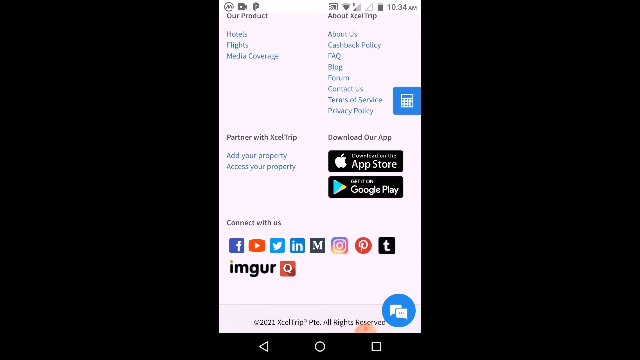 10:34 AM
Our Product
Hotels
Flights
Media Coverage
About XcelTrip
About Us
Cashback Policy
FAQ
Blog
Forum
Contact Us
Terms of Service
Privacy Policy
Partner with XcelTrip
Add your property
Access your property
Download Our App
Download on the
App Store
GET IT ON
Google Play
Connect with us
imgur
©2021 XcelTrip® Pte. All Rights Reserved